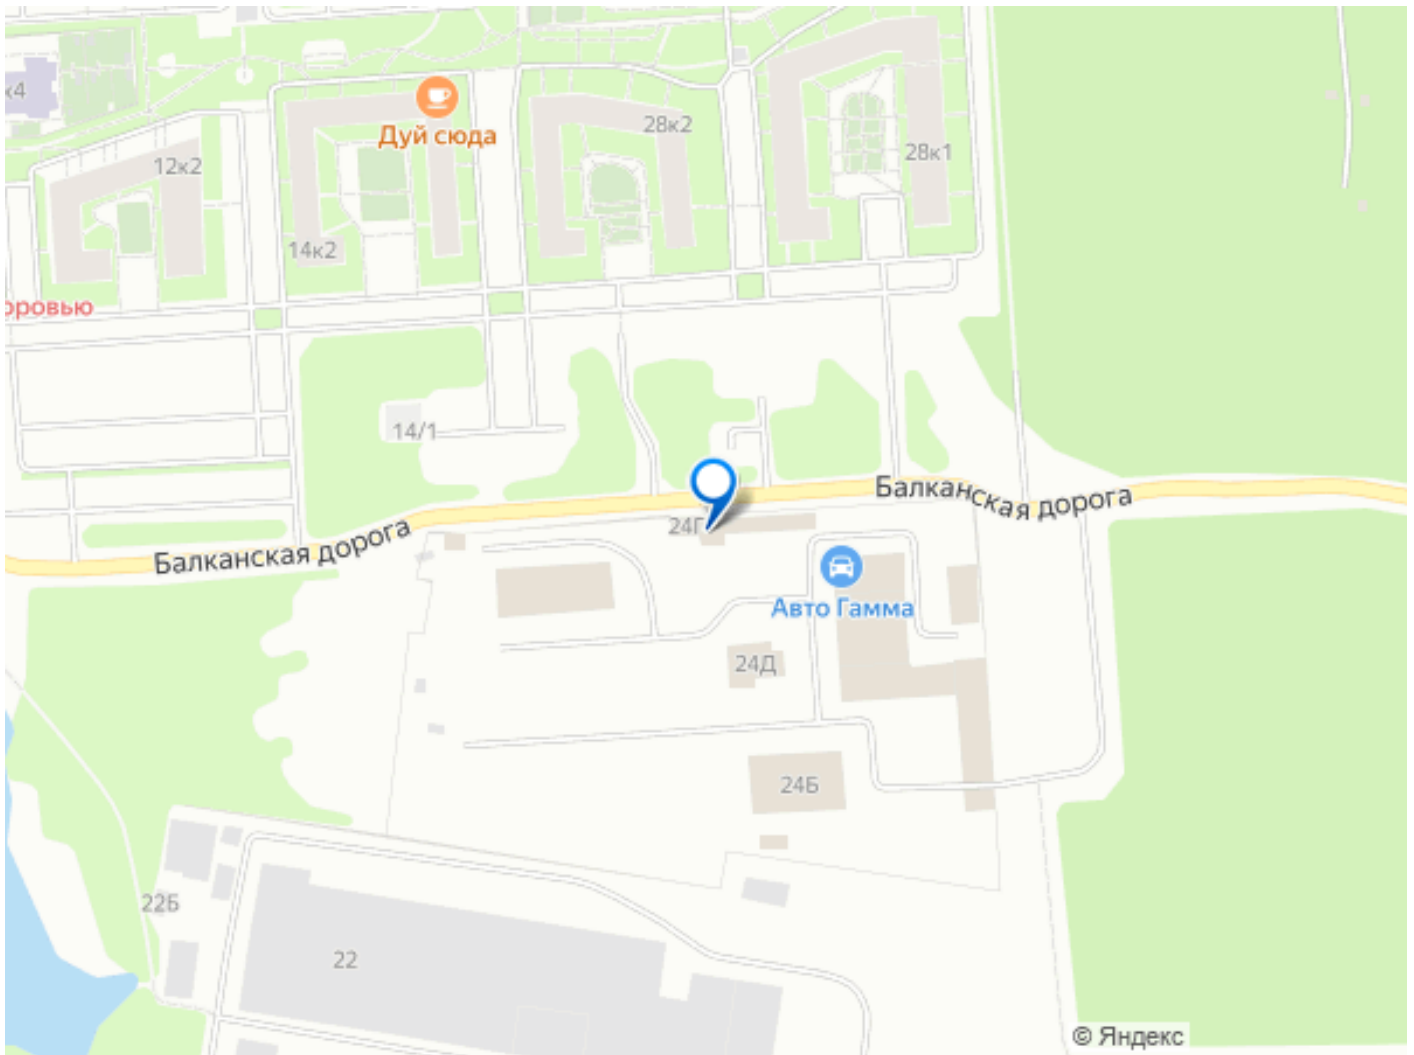 к4
Дуй сюда
28к2
28к1
12к2
14к2
оровью
14/1
Балканская дорога
24Г
Балканская дорога
Авто Гамма
24Д
24Б
22Б
22
© Яндекс